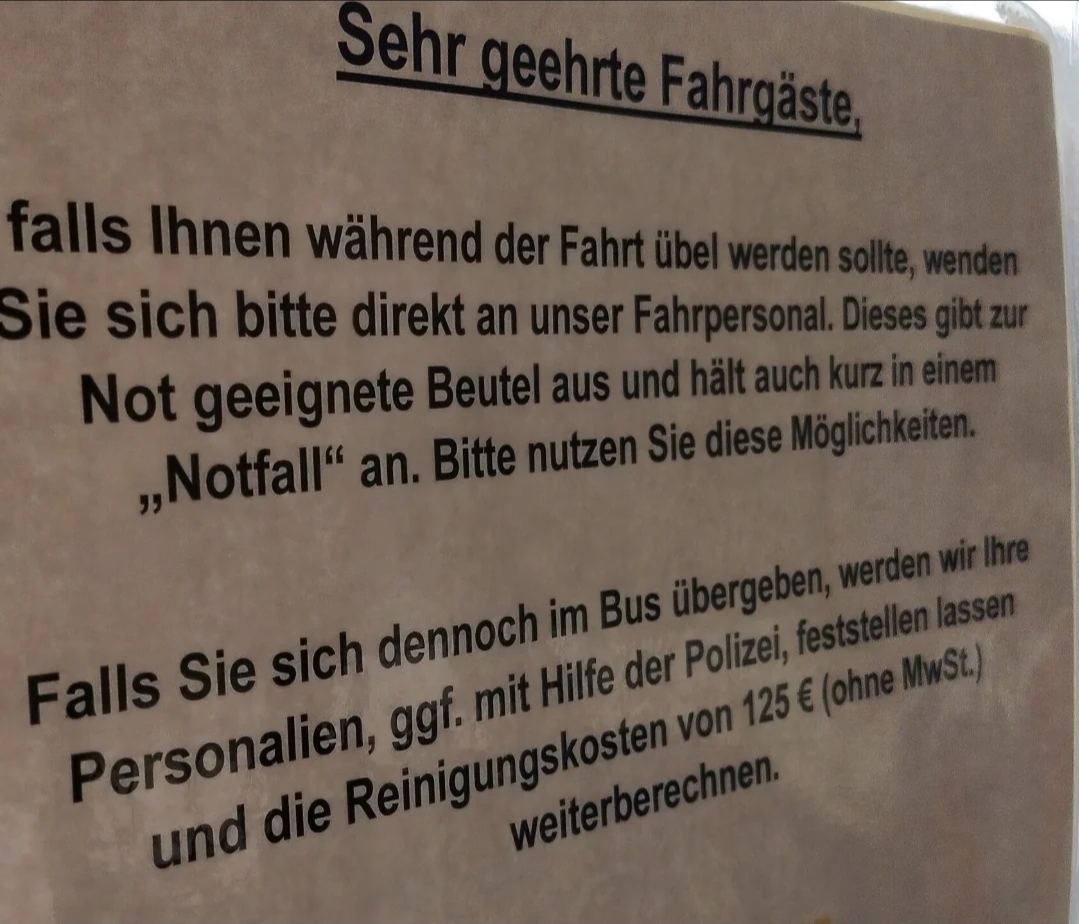 Sehr geehrte Fahrgäste,
falls Ihnen während der Fahrt übel werden sollte, wenden
Sie sich bitte direkt an unser Fahrpersonal. Dieses gibt zur
Not geeignete Beutel aus und hält auch kurz in einem
„Notfall“ an. Bitte nutzen Sie diese Möglichkeiten.
Falls Sie sich dennoch im Bus übergeben, werden wir Ihre
Personalien, ggf. mit Hilfe der Polizei, feststellen lassen
und die Reinigungskosten von 125 € (ohne MwSt.)
weiterberechnen.